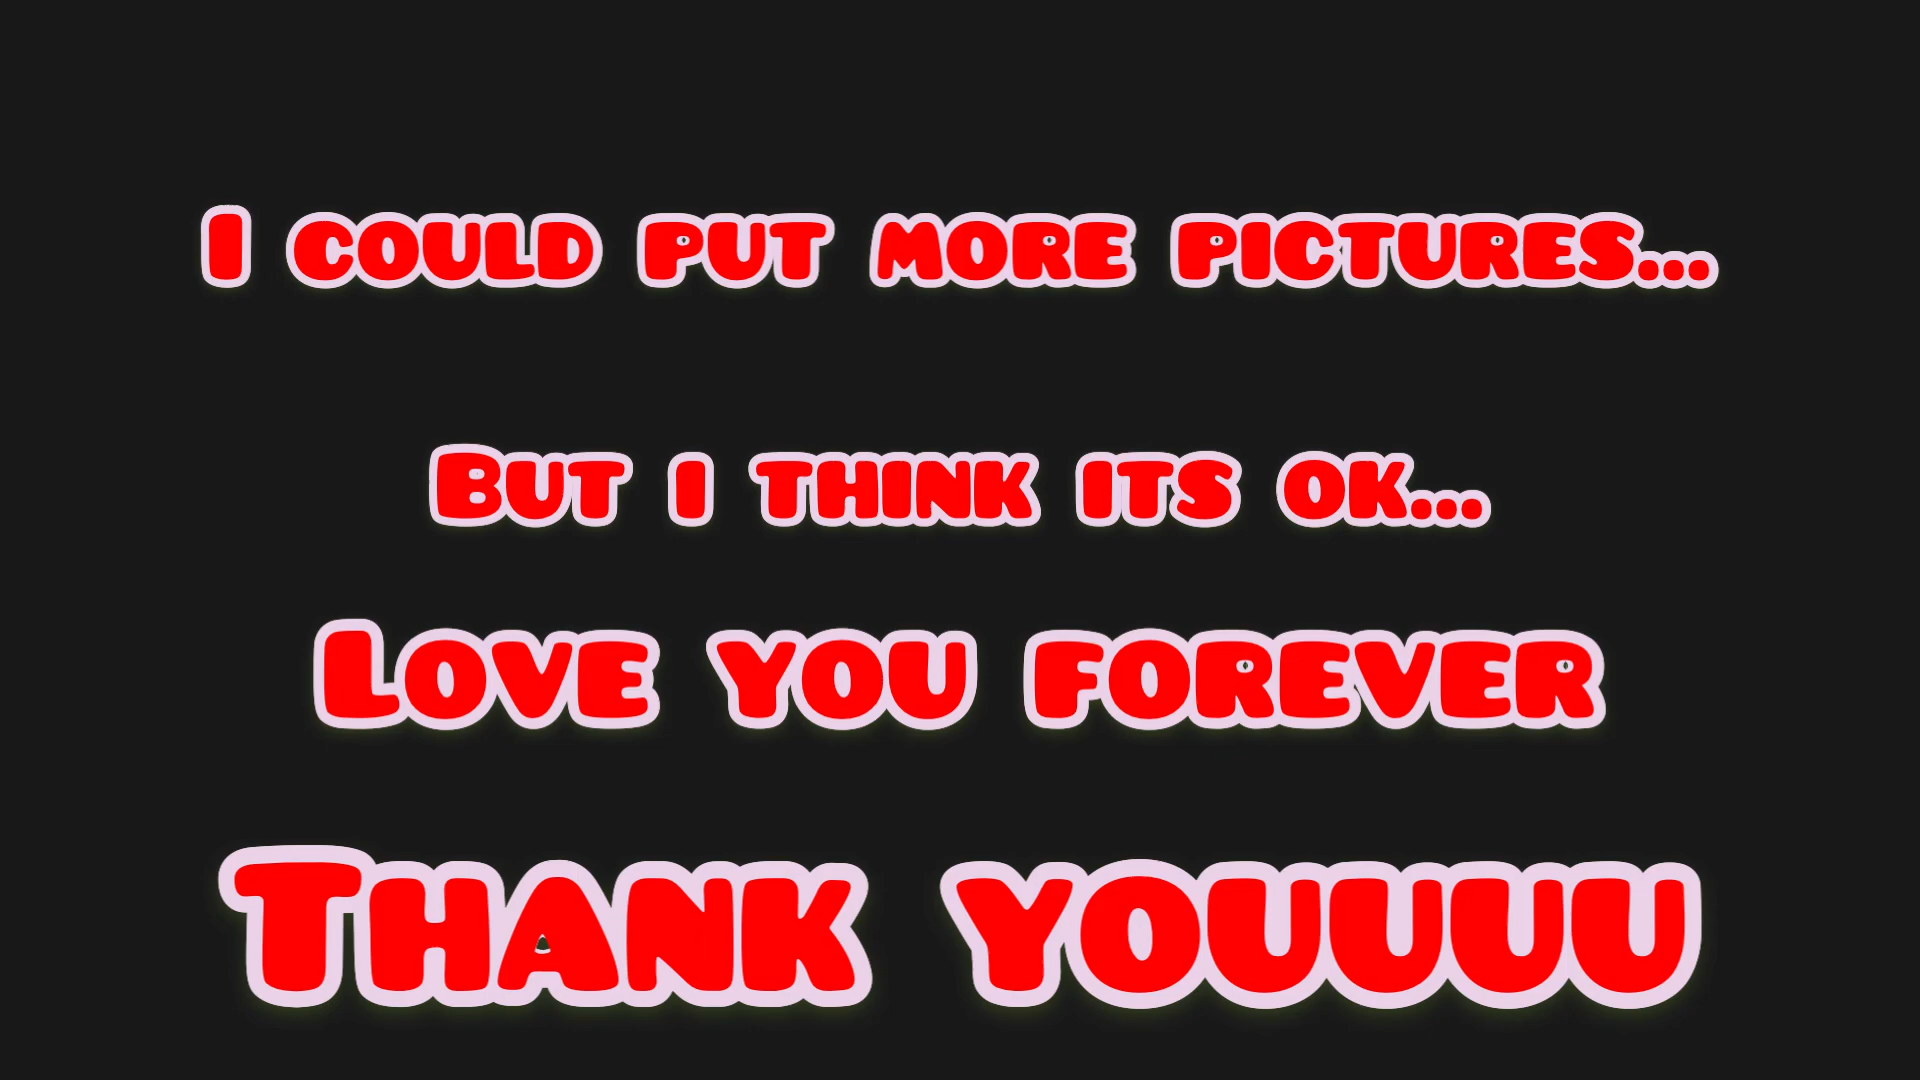 I could put more pictures...
But i think its ok...
Love you forever
Thank youuuu